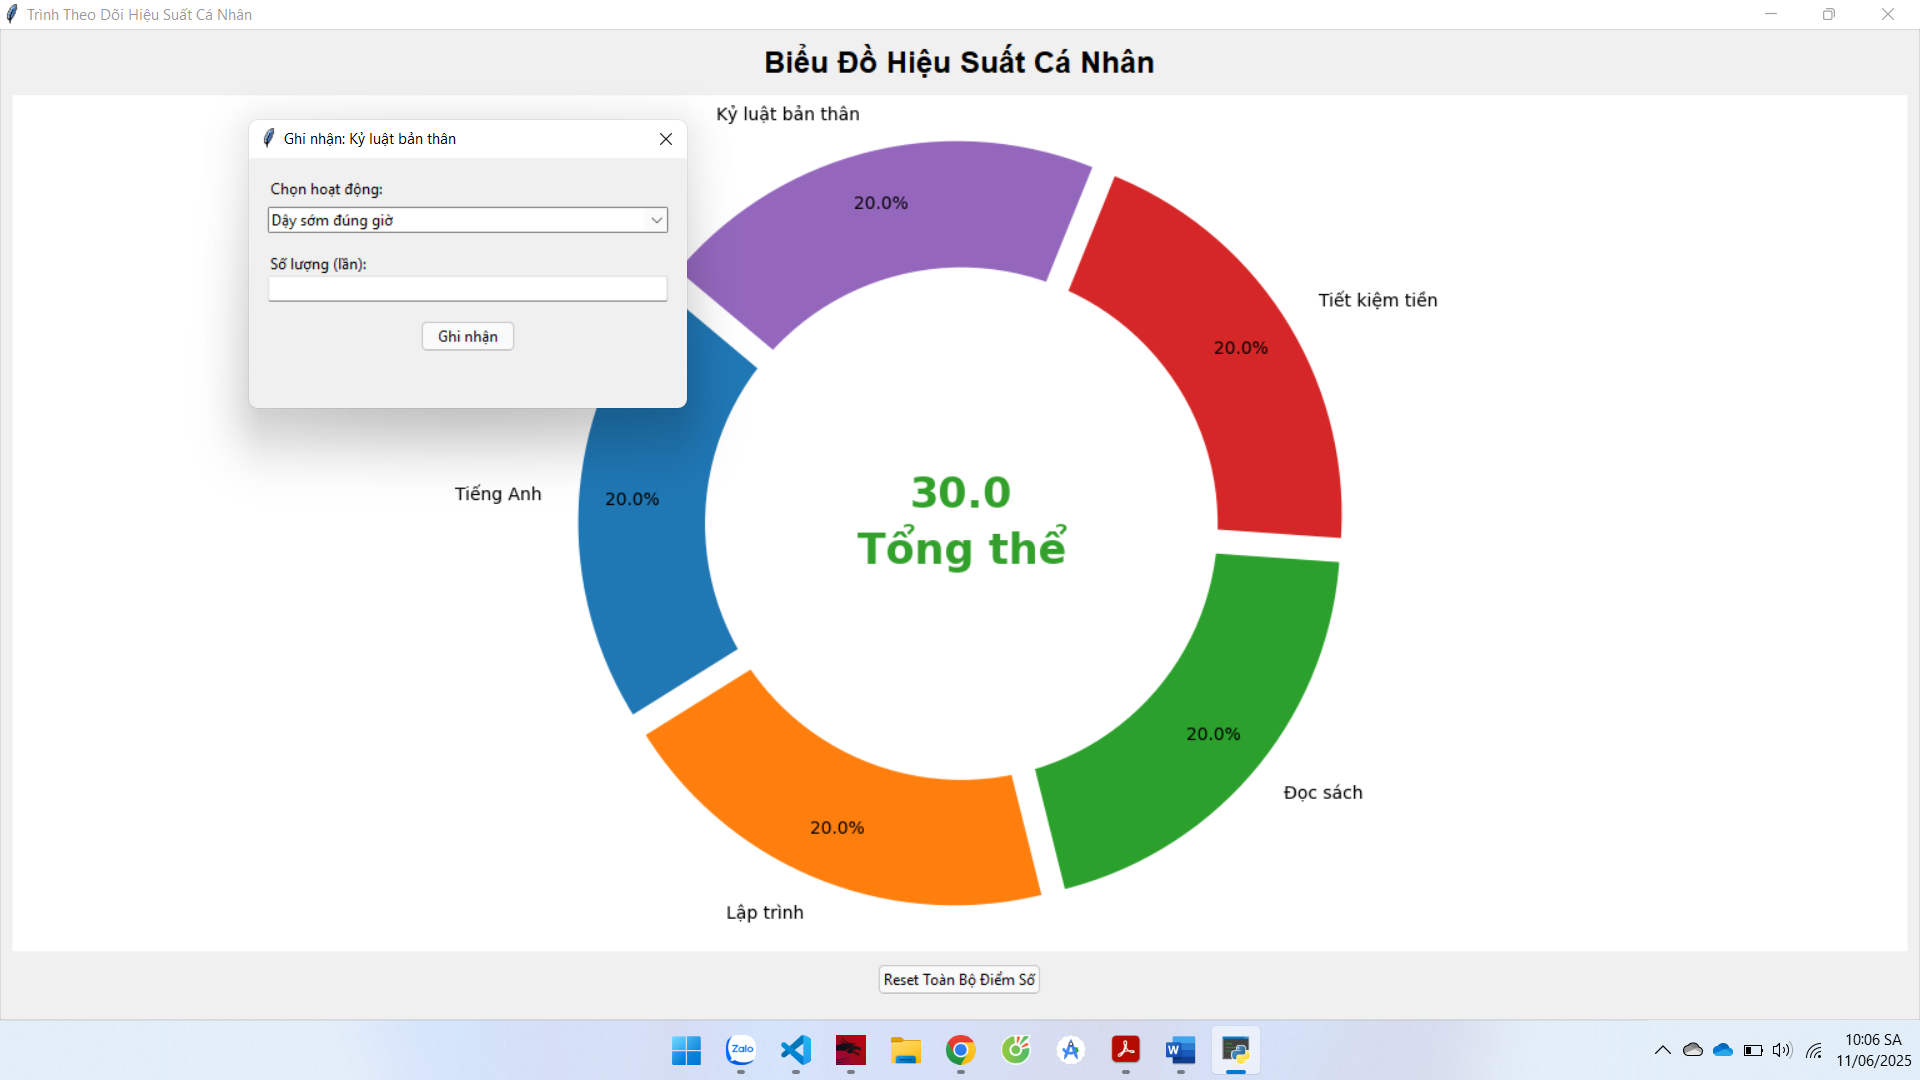 Trình Theo Dõi Hiệu Suất Cá Nhân
Biểu Đồ Hiệu Suất Cá Nhân
Kỷ luật bản thân
Ghi nhận: Kỷ luật bản thân
Chọn hoạt động:
Dậy sớm đúng giờ
Số lượng (lần):
Ghi nhận
20.0%
Tiết kiệm tiền
20.0%
Tiếng Anh
20.0%
30.0
Tổng thể
20.0%
Đọc sách
20.0%
Lập trình
Reset Toàn Bộ Điểm Số
Zalo
W
10:06 SA
11/06/2025